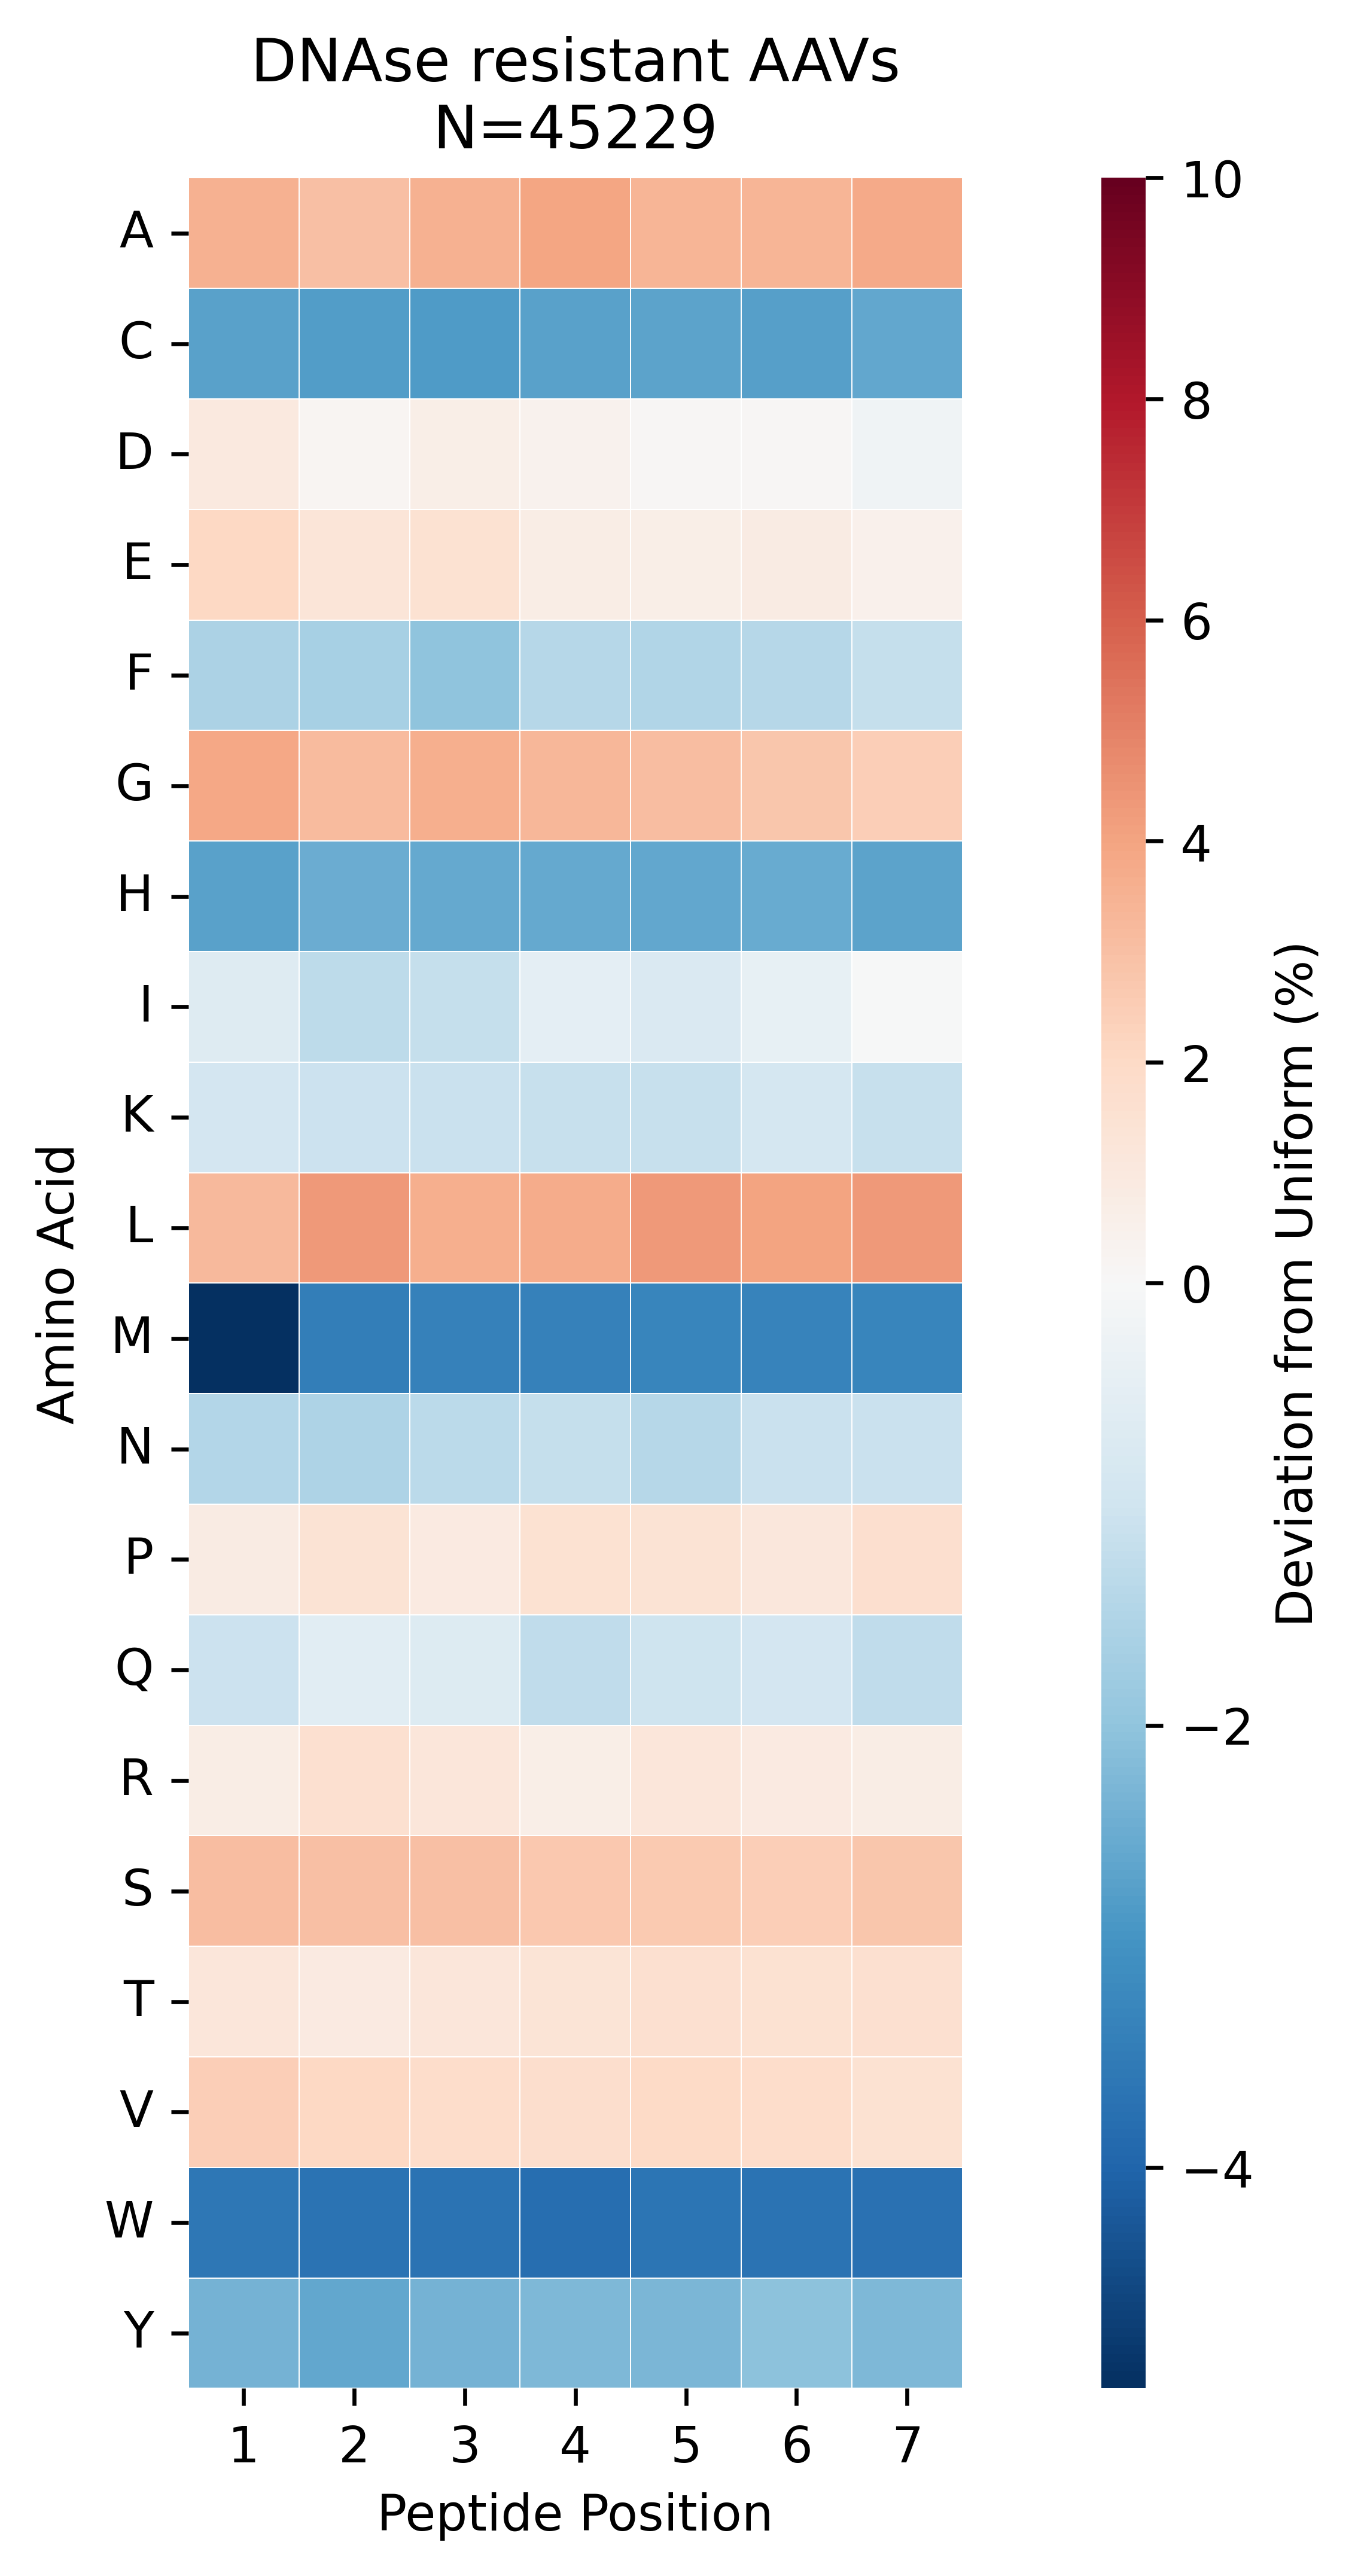 DNAse resistant AAVs
N=45229
A
C
D
E
F
G
H
I
K
L
M
N
P
Q
R
S
T
V
W
Y
Amino Acid
1 2 3 4 5 6 7
Peptide Position
10
8
6
4
2
0
−2
−4
Deviation from Uniform (%)